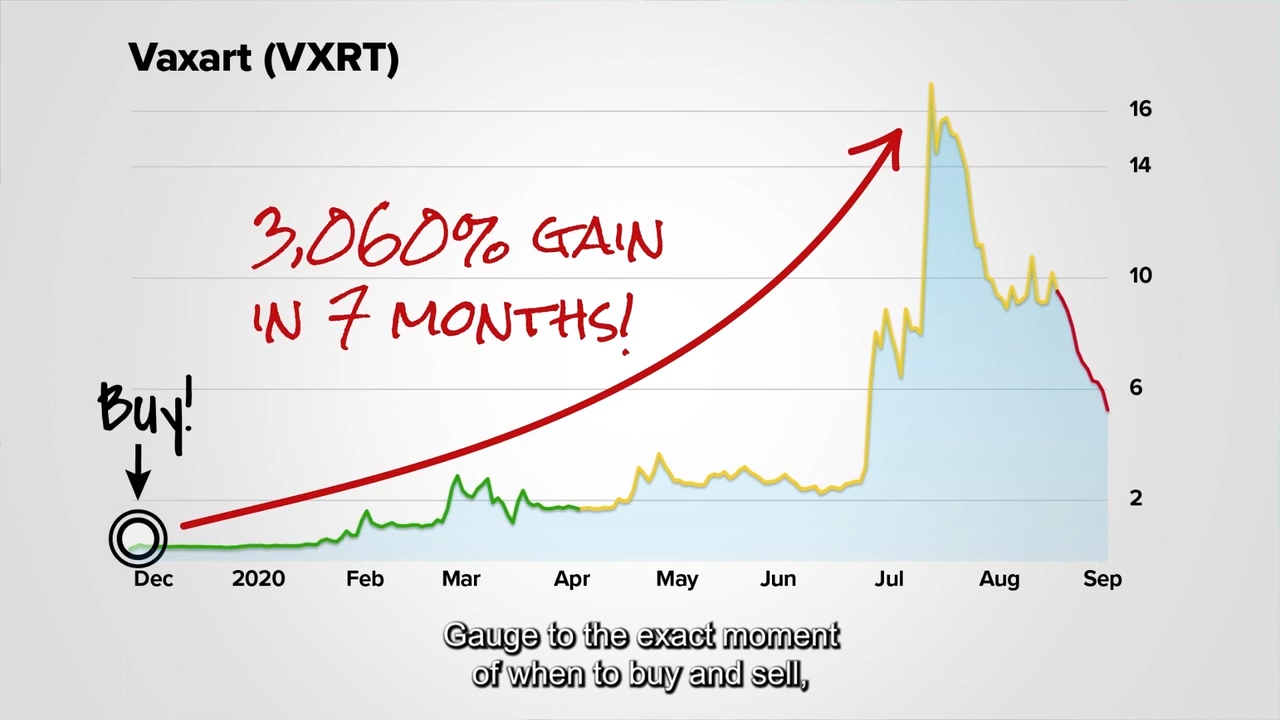 Vaxart (VXRT)
16
14
3,060% GAIN
IN 7 MONTHS!
10
6
Buy!
2
Dec 2020 Feb Mar Apr May Jun Jul Aug Sep
Gauge to the exact moment
of when to buy and sell,